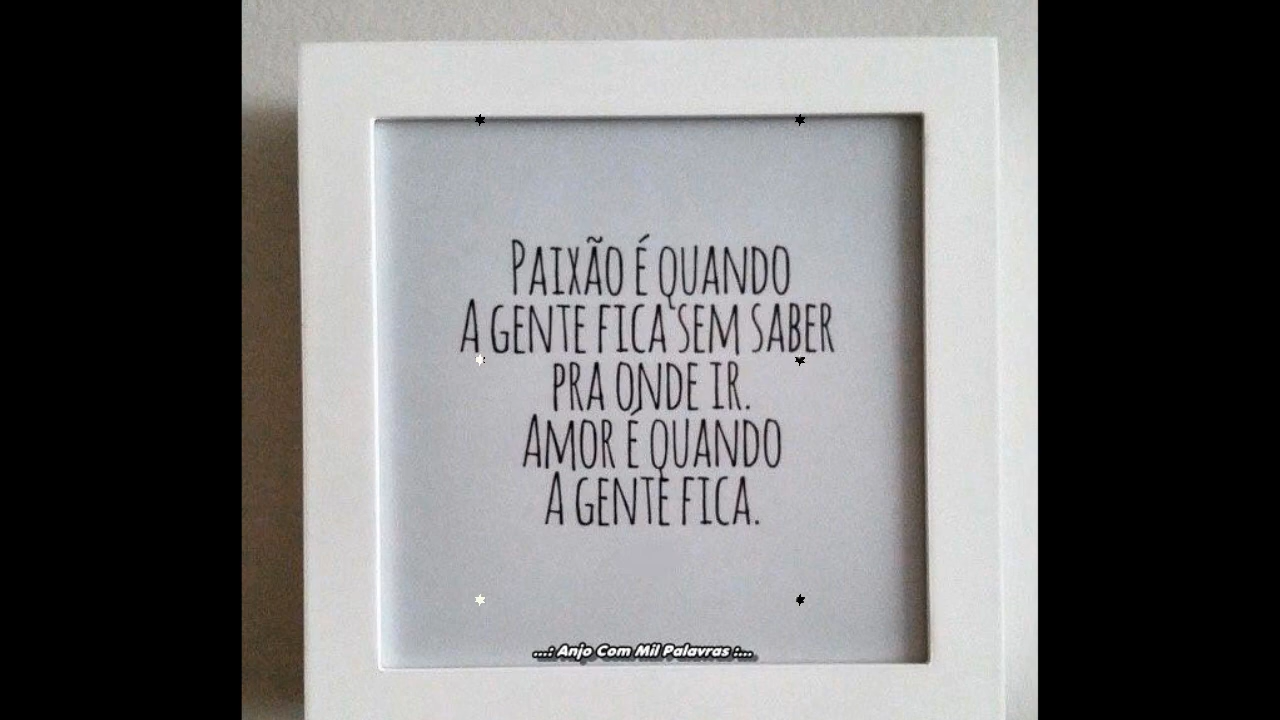 PAIXÃO É QUANDO
A GENTE FICA SEM SABER
PRA ONDE IR.
AMOR É QUANDO
A GENTE FICA.
...: Anjo Com Mil Palavras :...